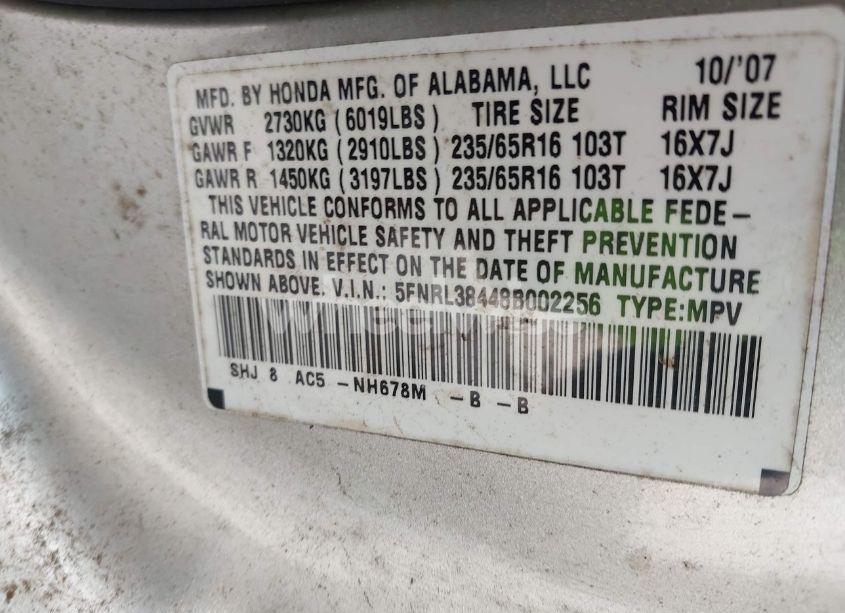 MFD. BY HONDA MFG. OF ALABAMA, LLC 10/'07
GVWR 2730KG (6019LBS) TIRE SIZE RIM SIZE
GAWR F 1320KG (2910LBS) 235/65R16 103T 16X7J
GAWR R 1450KG (3197LBS) 235/65R16 103T 16X7J
THIS VEHICLE CONFORMS TO ALL APPLICABLE FEDE-
RAL MOTOR VEHICLE SAFETY AND THEFT PREVENTION
STANDARDS IN EFFECT ON THE DATE OF MANUFACTURE
SHOWN ABOVE. V.I.N.: 5FNRL38448B002256 TYPE:MPV
SHJ 8 AC5 -NH678M -B -B